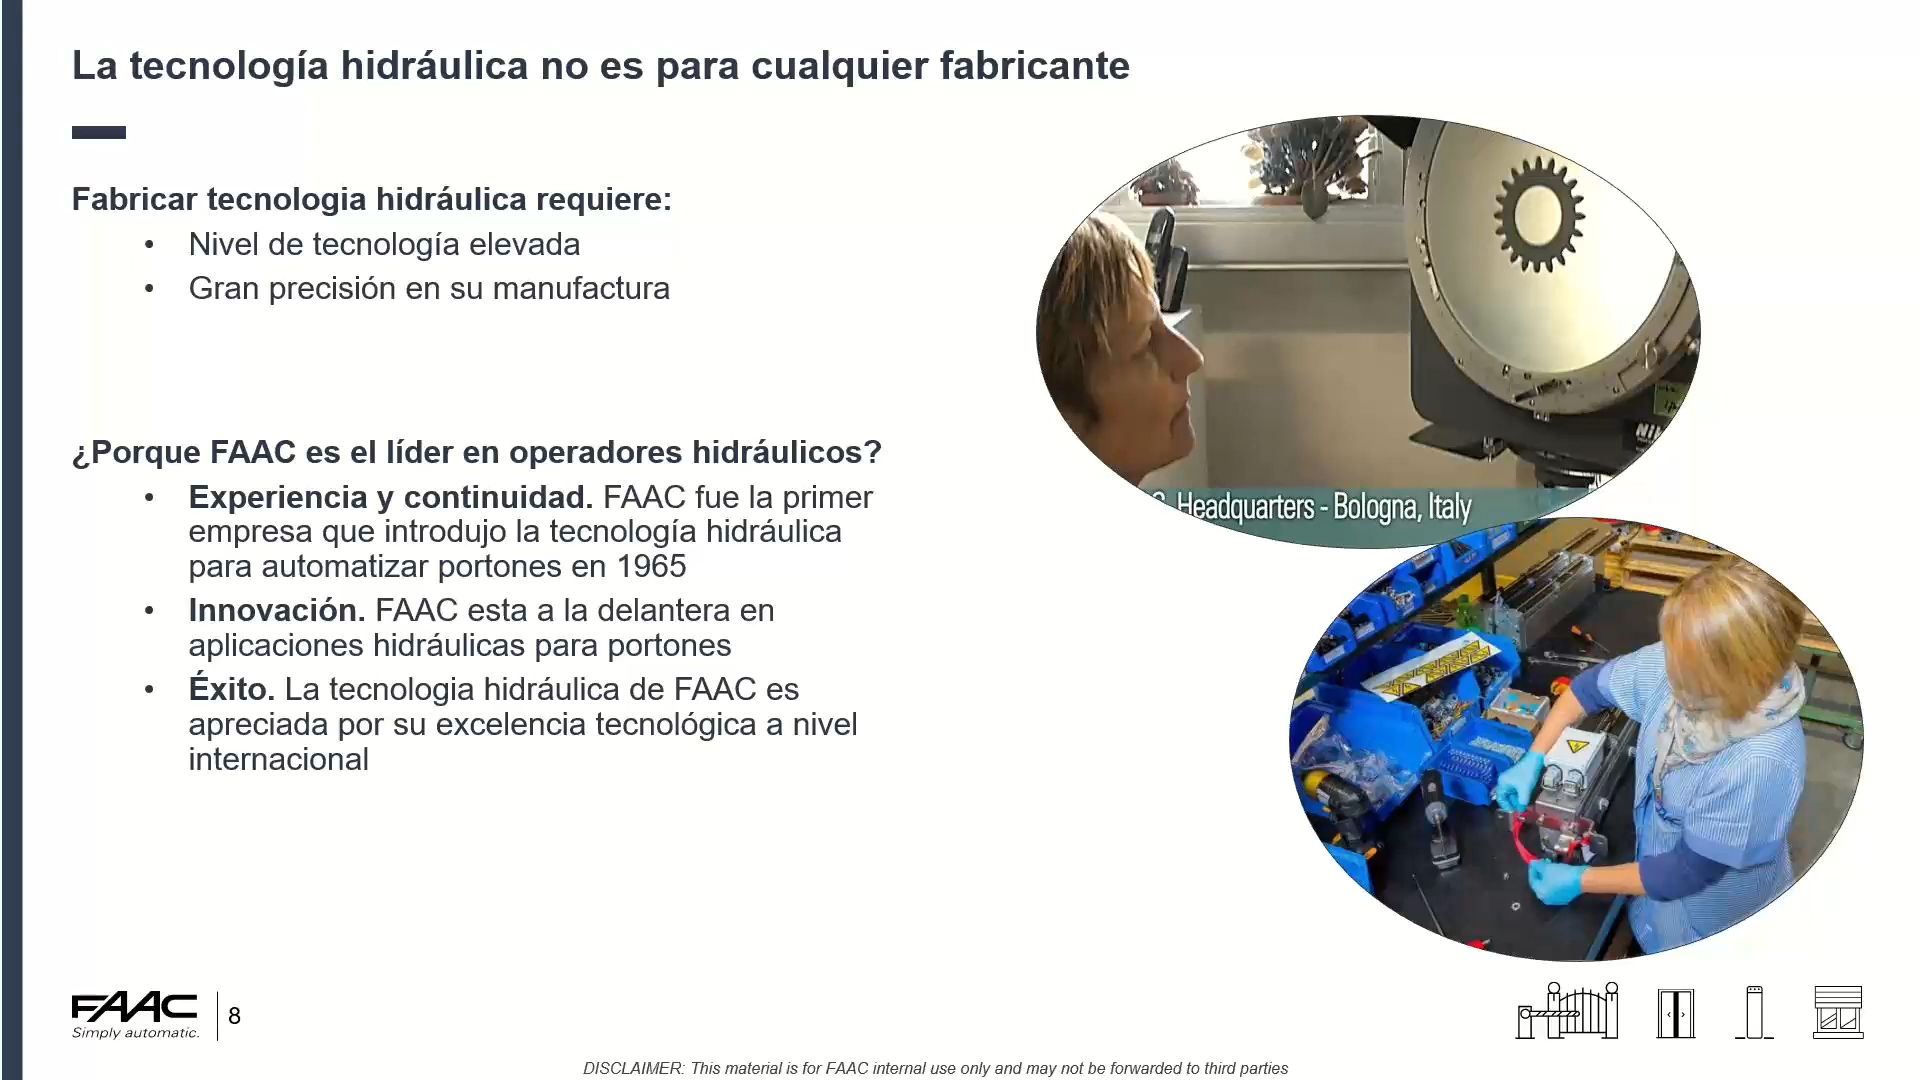 La tecnología hidráulica no es para cualquier fabricante
Fabricar tecnologia hidráulica requiere:
• Nivel de tecnología elevada
• Gran precisión en su manufactura
¿Porque FAAC es el líder en operadores hidráulicos?
• Experiencia y continuidad. FAAC fue la primer
empresa que introdujo la tecnología hidráulica
para automatizar portones en 1965
• Innovación. FAAC esta a la delantera en
aplicaciones hidráulicas para portones
• Éxito. La tecnologia hidráulica de FAAC es
apreciada por su excelencia tecnológica a nivel
internacional
Headquarters - Bologna, Italy
FAAC
Simply automatic.
8
DISCLAIMER: This material is for FAAC internal use only and may not be forwarded to third parties